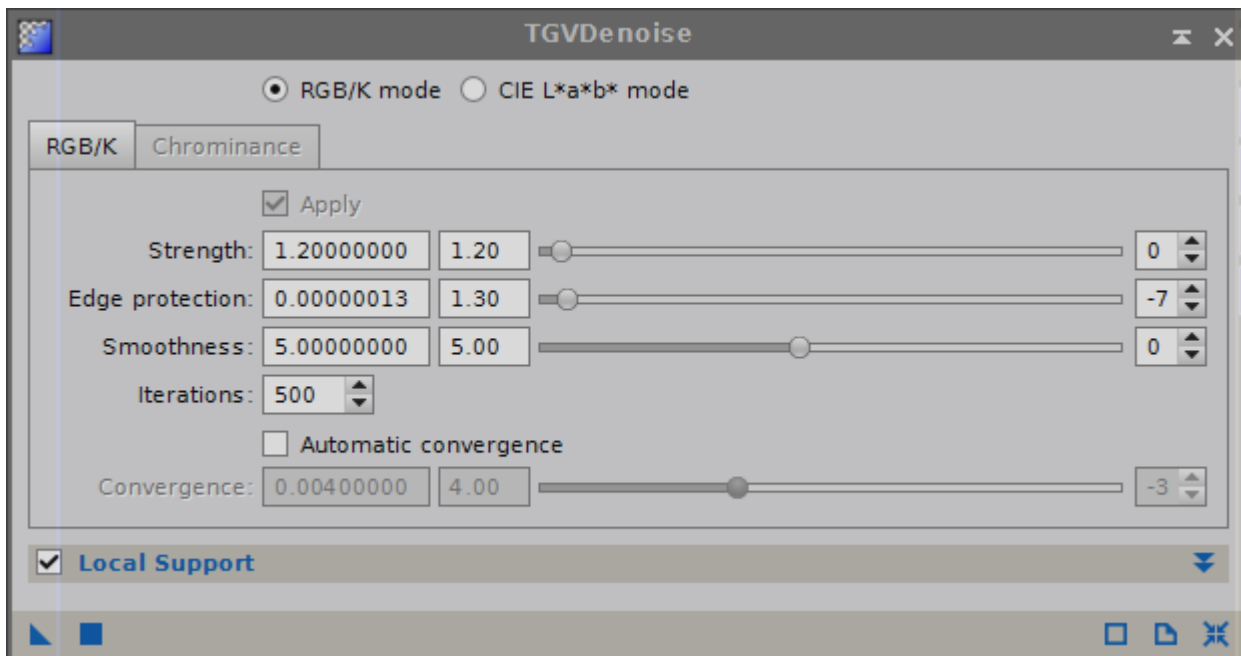 TGVDenoise
RGB/K mode CIE L*a*b* mode
RGB/K Chrominance
Apply
Strength: 1.20000000 1.20 0
Edge protection: 0.00000013 1.30 -7
Smoothness: 5.00000000 5.00 0
Iterations: 500
Automatic convergence
Convergence: 0.00400000 4.00 -3
Local Support